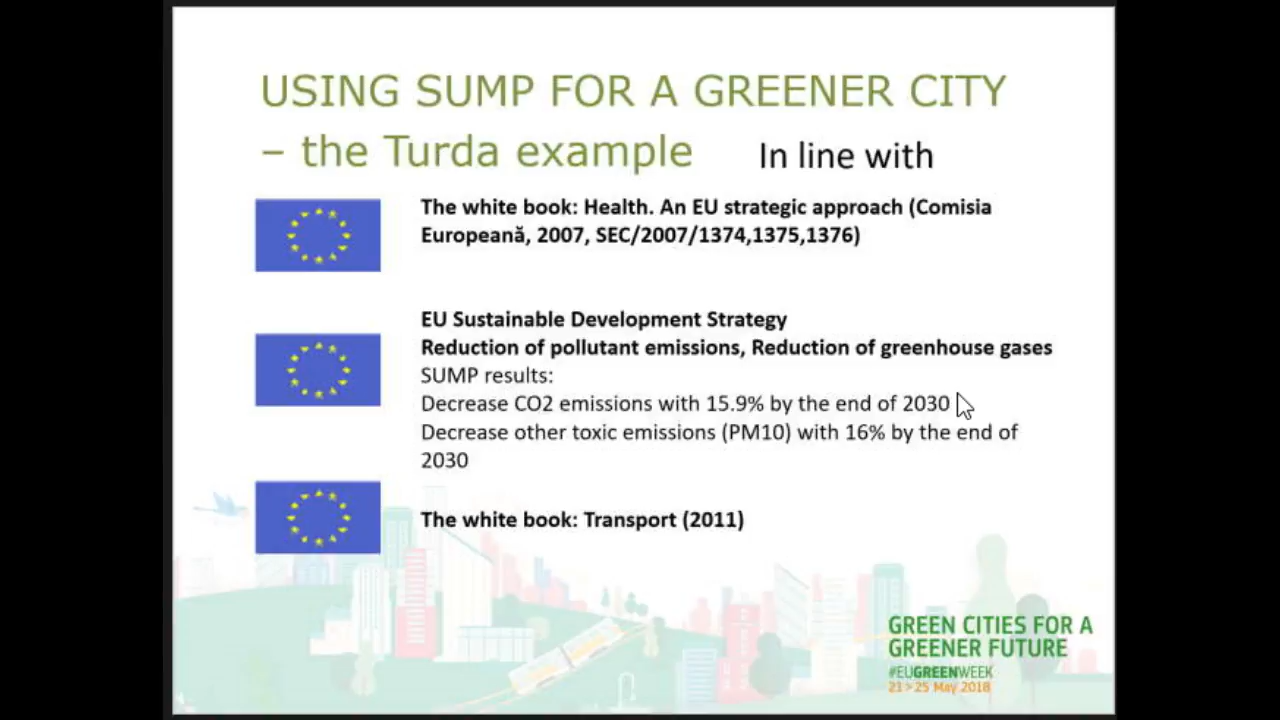 USING SUMP FOR A GREENER CITY
– the Turda example In line with
The white book: Health. An EU strategic approach (Comisia
Europeană, 2007, SEC/2007/1374,1375,1376)
EU Sustainable Development Strategy
Reduction of pollutant emissions, Reduction of greenhouse gases
SUMP results:
Decrease CO2 emissions with 15.9% by the end of 2030
Decrease other toxic emissions (PM10) with 16% by the end of
2030
The white book: Transport (2011)
GREEN CITIES FOR A
GREENER FUTURE
#EUGREENWEEK
21 > 25 May 2018